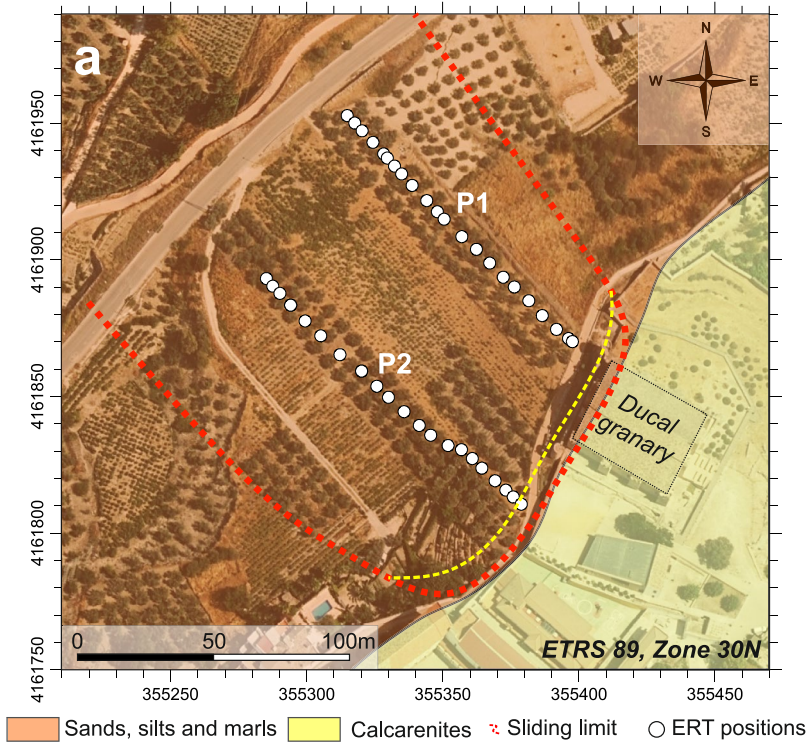 a
N
W E
S
4161950
4161900
4161850
4161800
4161750
P1
P2
Ducal
granary
0 50 100m
ETRS 89, Zone 30N
355250 355300 355350 355400 355450
Sands, silts and marls Calcarenites Sliding limit ERT positions